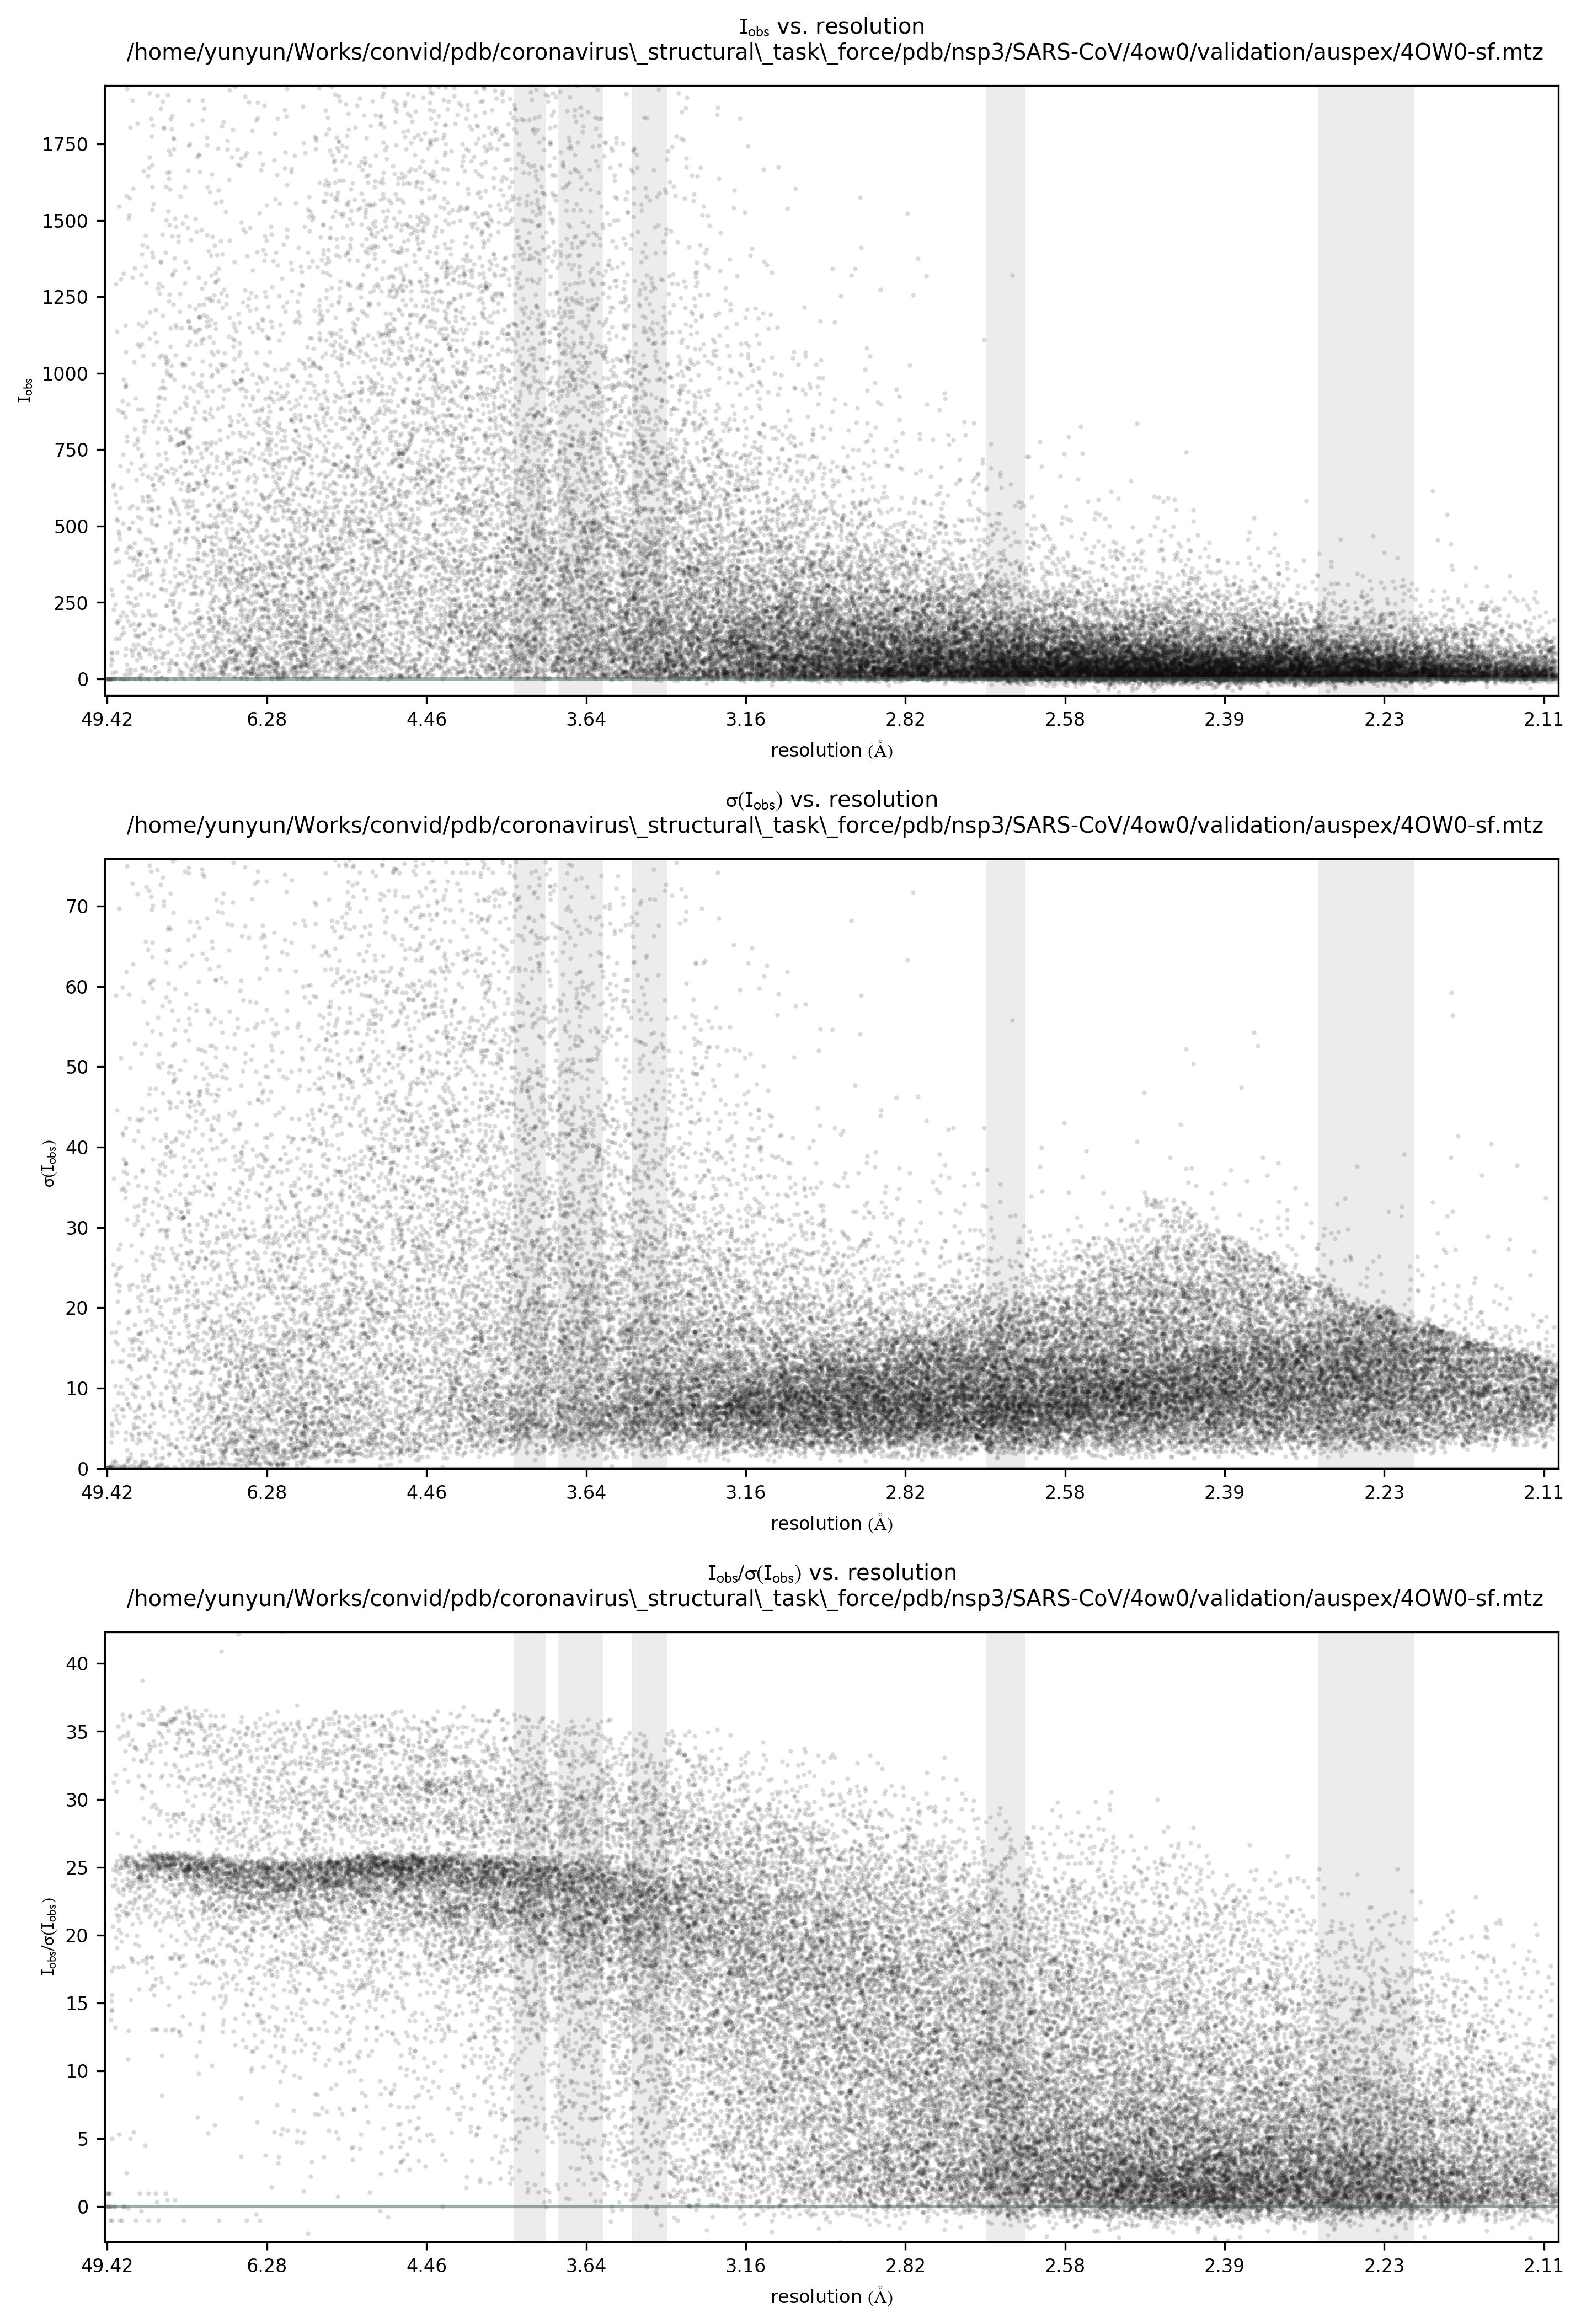 I_obs vs. resolution
/home/yunyun/Works/convid/pdb/coronavirus\_structural\_task\_force/pdb/nsp3/SARS-CoV/4ow0/validation/auspex/4OW0-sf.mtz
I_obs
1750
1500
1250
1000
750
500
250
0
49.42 6.28 4.46 3.64 3.16 2.82 2.58 2.39 2.23 2.11
resolution (Å)
σ(I_obs) vs. resolution
/home/yunyun/Works/convid/pdb/coronavirus\_structural\_task\_force/pdb/nsp3/SARS-CoV/4ow0/validation/auspex/4OW0-sf.mtz
σ(I_obs)
70
60
50
40
30
20
10
0
49.42 6.28 4.46 3.64 3.16 2.82 2.58 2.39 2.23 2.11
resolution (Å)
I_obs/σ(I_obs) vs. resolution
/home/yunyun/Works/convid/pdb/coronavirus\_structural\_task\_force/pdb/nsp3/SARS-CoV/4ow0/validation/auspex/4OW0-sf.mtz
I_obs/σ(I_obs)
40
35
30
25
20
15
10
5
0
49.42 6.28 4.46 3.64 3.16 2.82 2.58 2.39 2.23 2.11
resolution (Å)